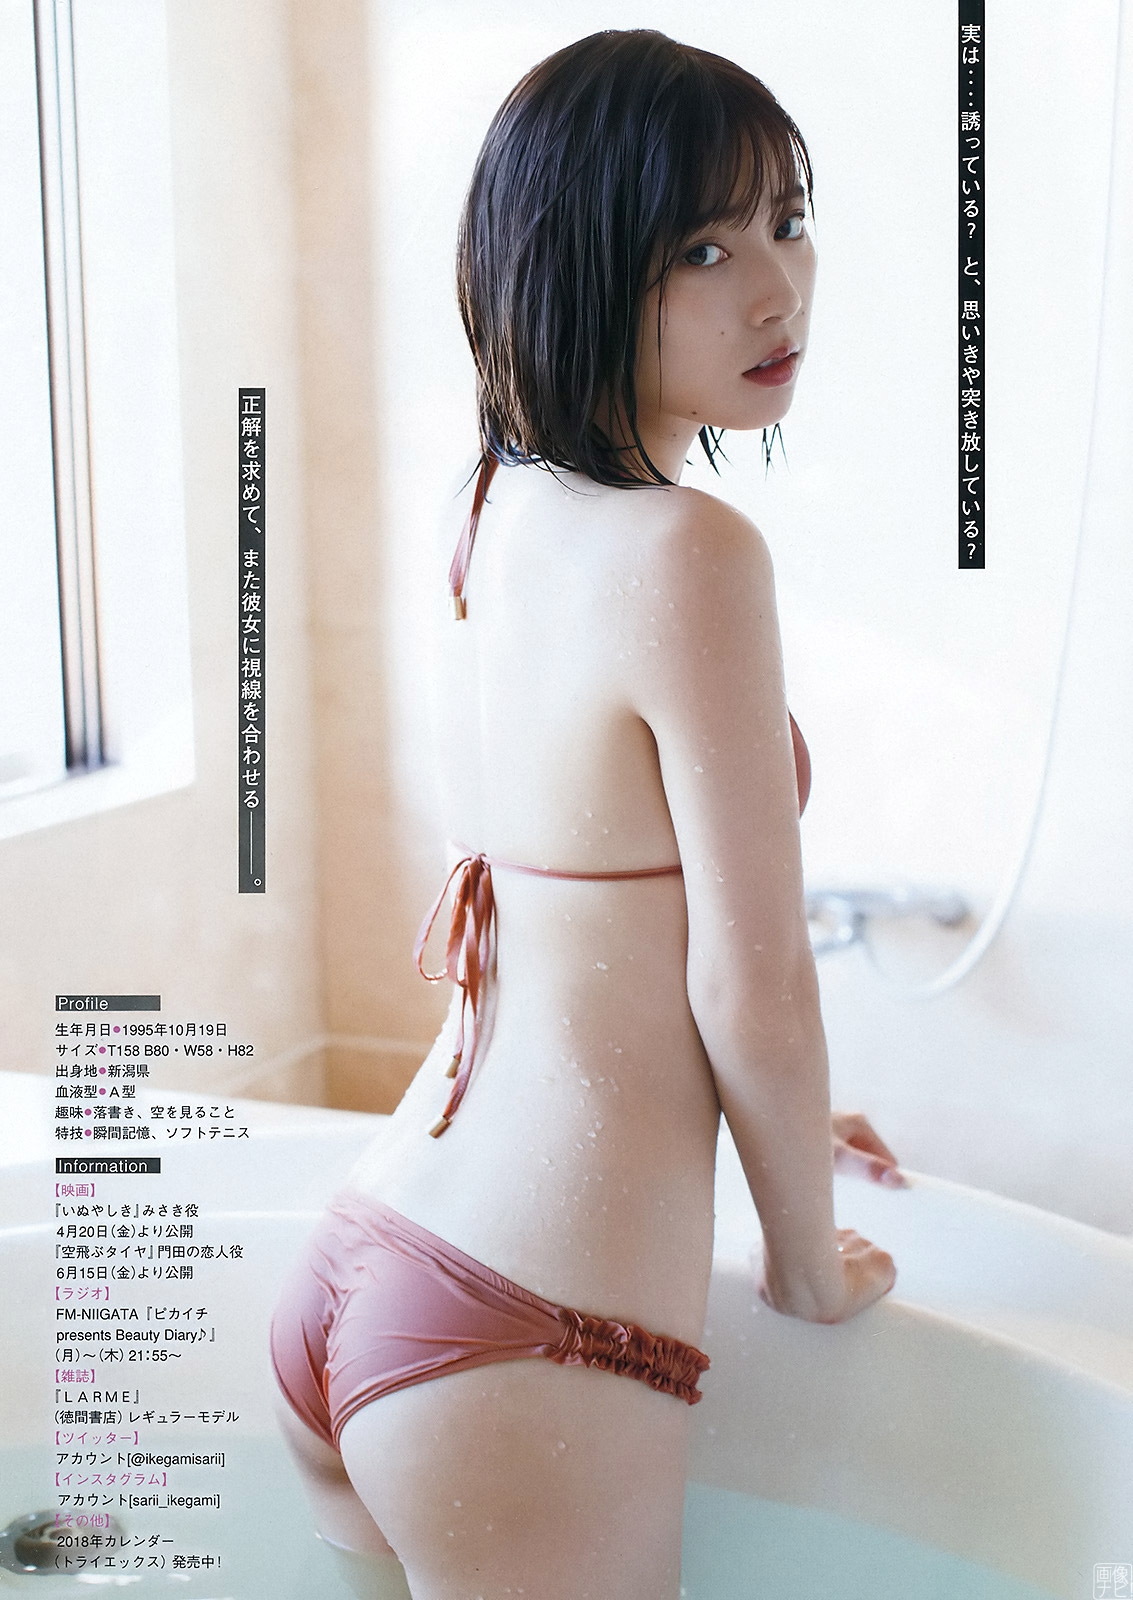 実は‥‥誘っている? と、思いきや突き放している?
正解を求めて、また彼女に視線を合わせる――。
Profile
生年月日●1995年10月19日
サイズ●T158 B80・W58・H82
出身地●新潟県
血液型●A型
趣味●落書き、空を見ること
特技●瞬間記憶、ソフトテニス
Information
【映画】
『いぬやしき』みさき役
4月20日(金)より公開
『空飛ぶタイヤ』門田の恋人役
6月15日(金)より公開
【ラジオ】
FM-NIIGATA『ピカイチ
presents Beauty Diary♪』
(月)〜(木) 21:55〜
【雑誌】
『LARME』
(徳間書店) レギュラーモデル
【ツイッター】
アカウント[@ikegamisarii]
【インスタグラム】
アカウント[sarii_ikegami]
【その他】
2018年カレンダー
(トライエックス) 発売中!
画像ナビ